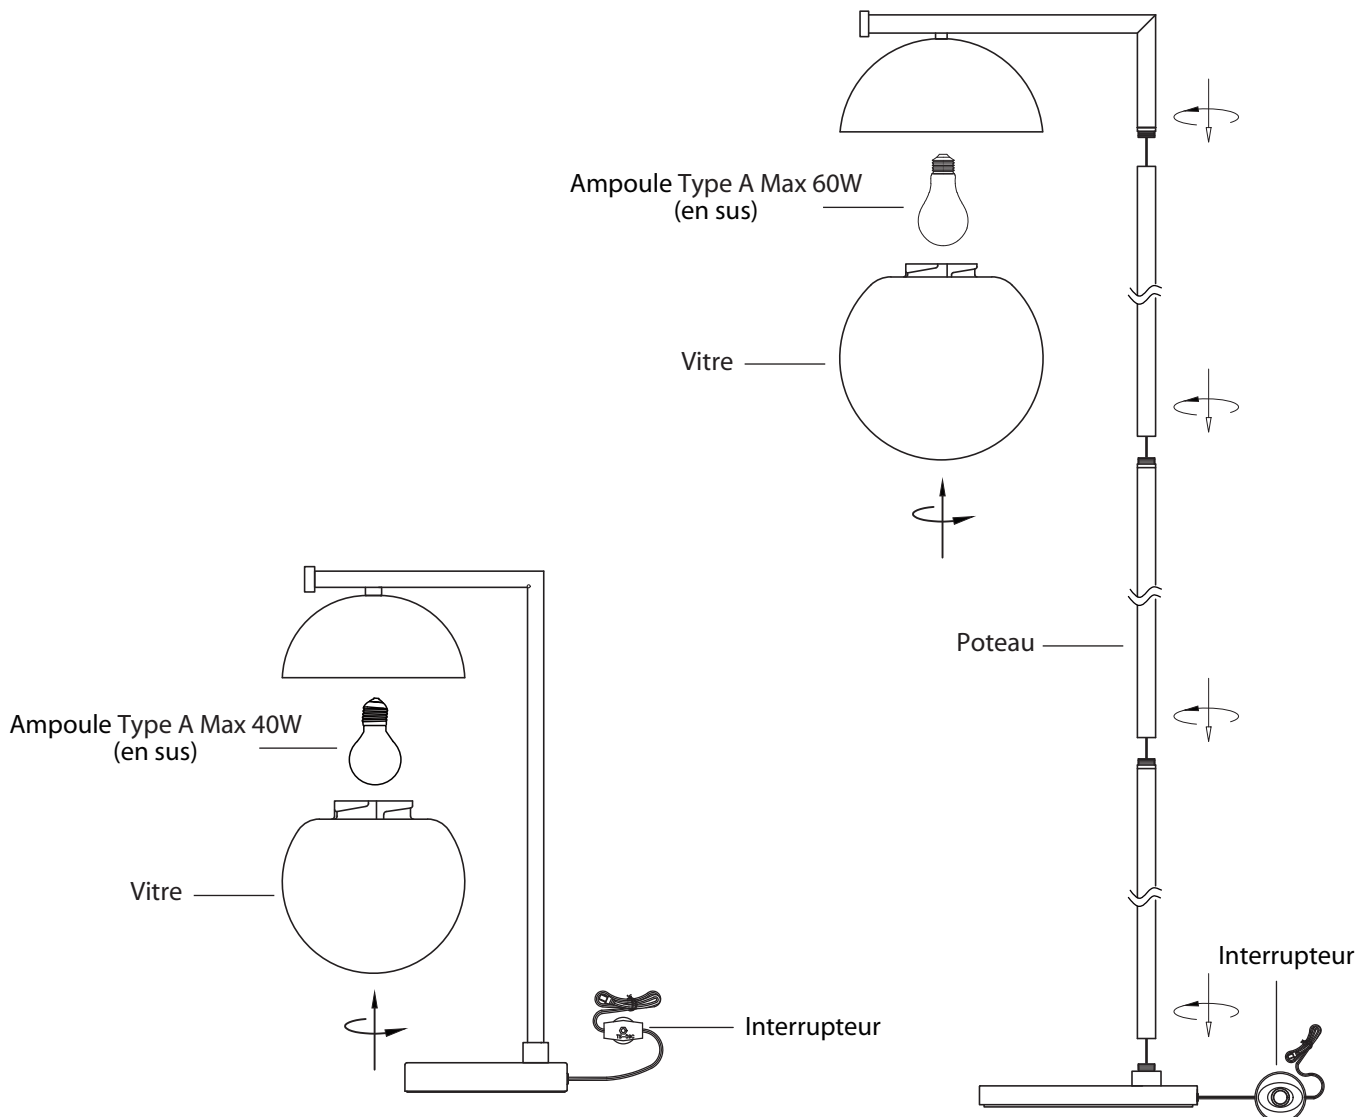 Ampoule Type A Max 60W
(en sus)
Vitre
Poteau
Interrupteur
Ampoule Type A Max 40W
(en sus)
Vitre
Interrupteur